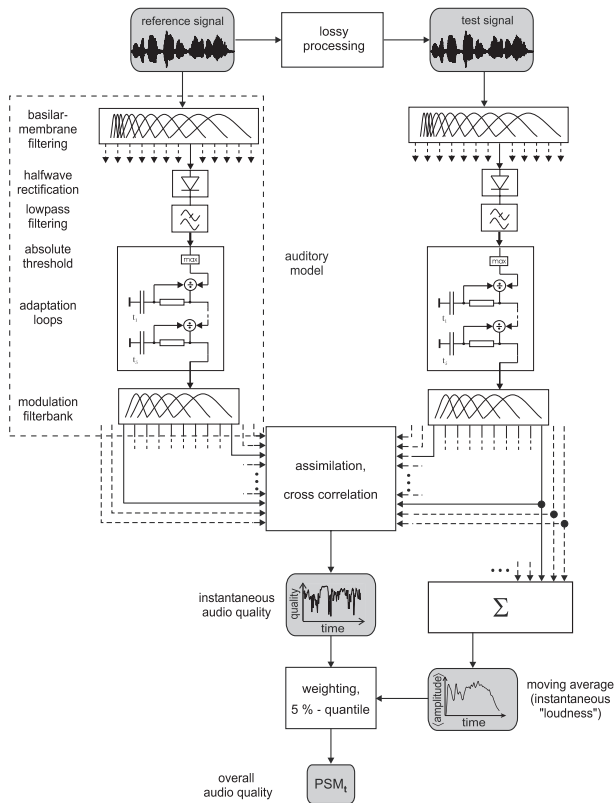 reference signal
lossy
processing
test signal
basilar-
membrane
filtering
halfwave
rectification
lowpass
filtering
absolute
threshold
max
max
auditory
model
adaptation
loops
t₁
t₁
modulation
filterbank
assimilation,
cross correlation
instantaneous
audio quality
quality
time
Σ
weighting,
5 % - quantile
⟨amplitude⟩
time
moving average
(instantaneous
"loudness")
overall
audio quality
PSMₜ